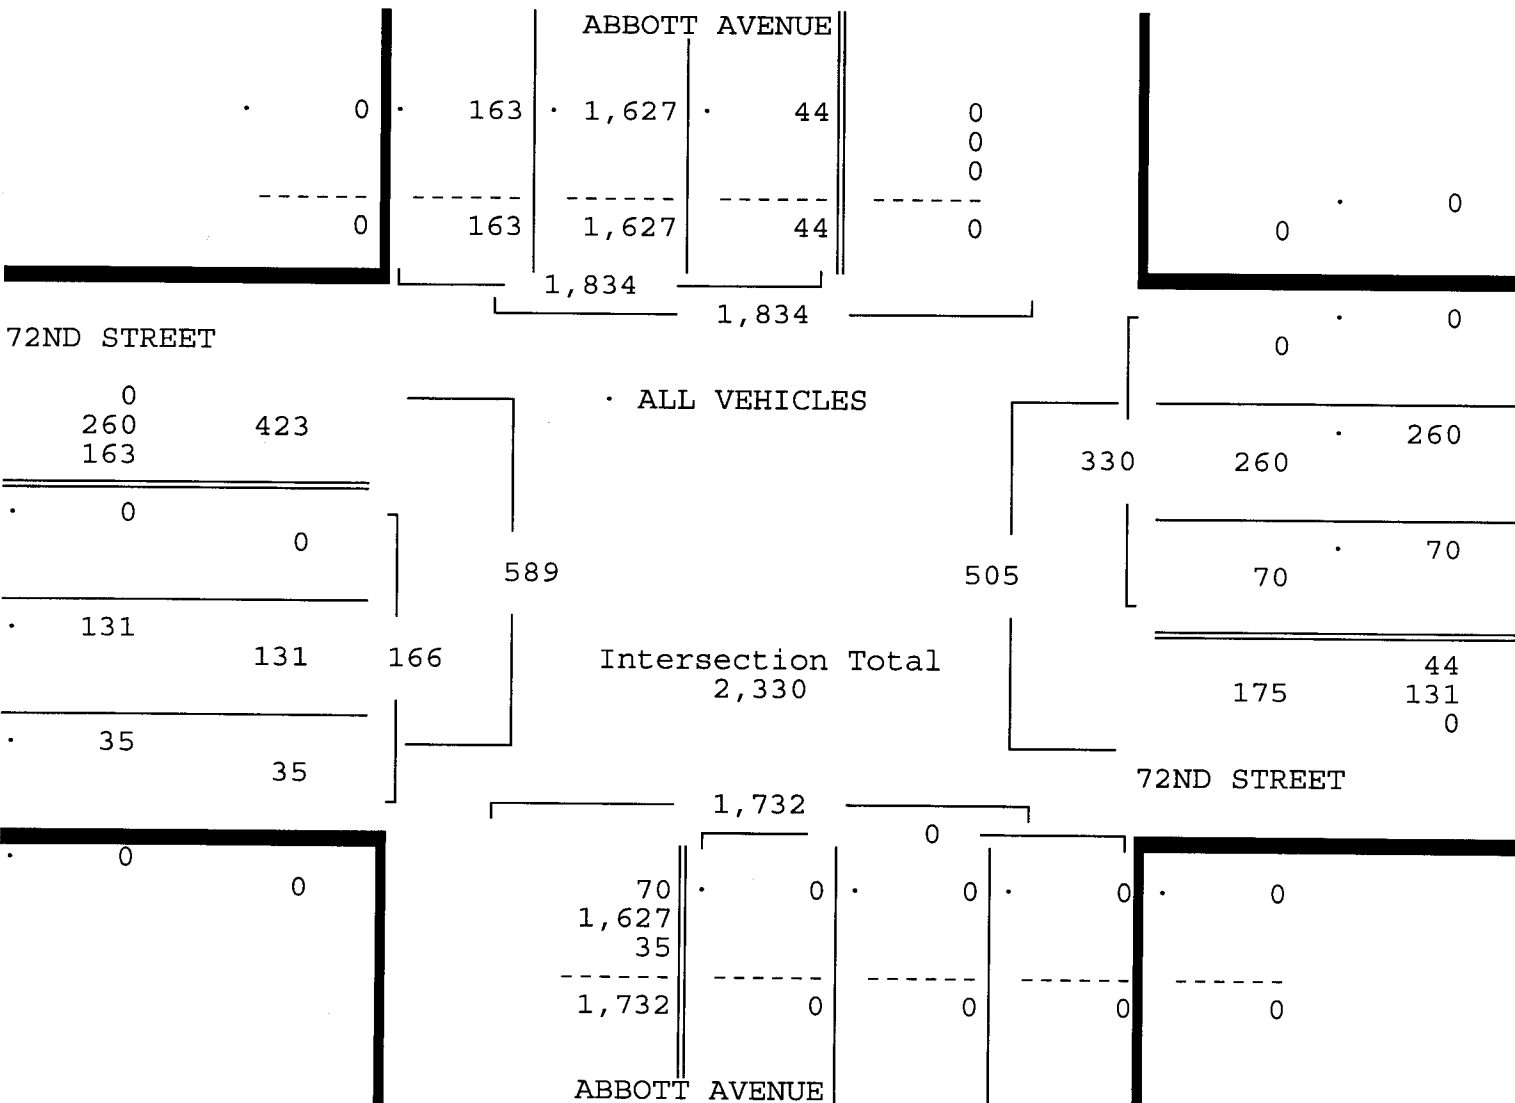 ABBOTT AVENUE
· 0 · 163 · 1,627 · 44 0
0
0
------ ------ ------ ------ ------
0 163 1,627 44 0
· 0
0
1,834
1,834
72ND STREET
· 0
0
0
260 423
163
· ALL VEHICLES
· 260
330 260
· 0
0
589
505
· 70
70
· 131
131 166
Intersection Total
2,330
44
175 131
0
· 35
35
72ND STREET
1,732
0
· 0
0
70 · 0 · 0 · 0 · 0
1,627
35
------ ------ ------ ------ ------
1,732 0 0 0 0
ABBOTT AVENUE